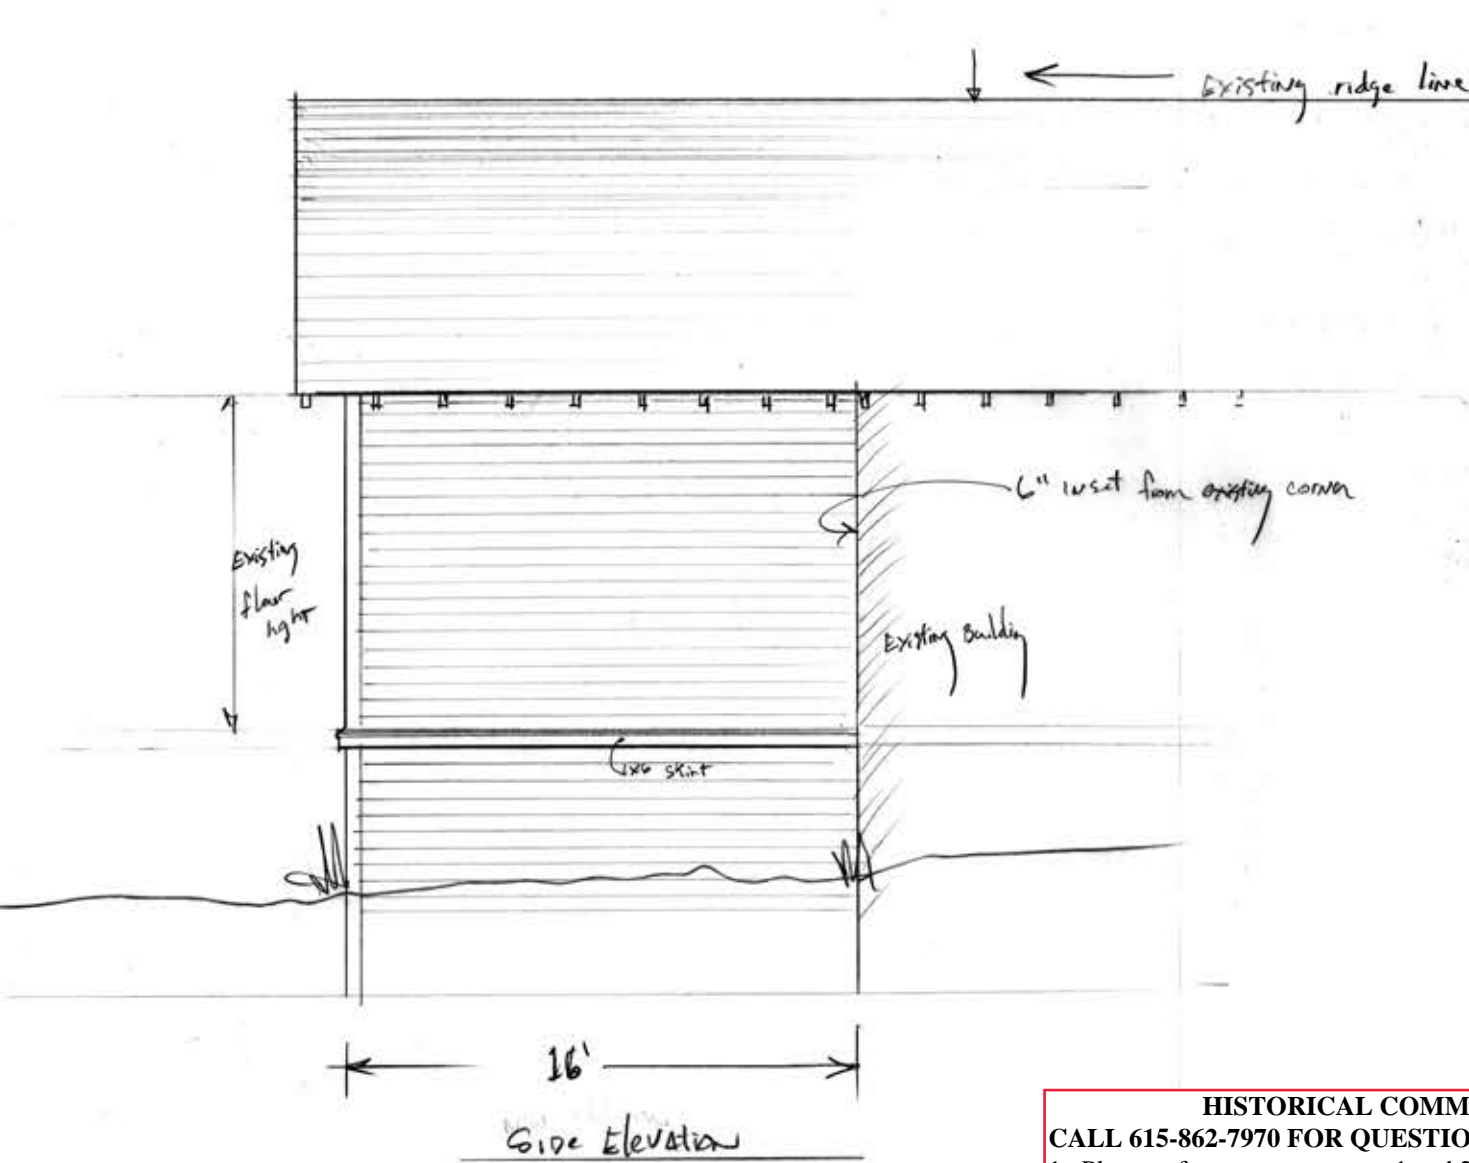 Existing ridge line
6" inset from existing corner
Existing
floor
hght
Existing Building
1x6 skirt
16'
Side Elevation
HISTORICAL COMM
CALL 615-862-7970 FOR QUESTIO